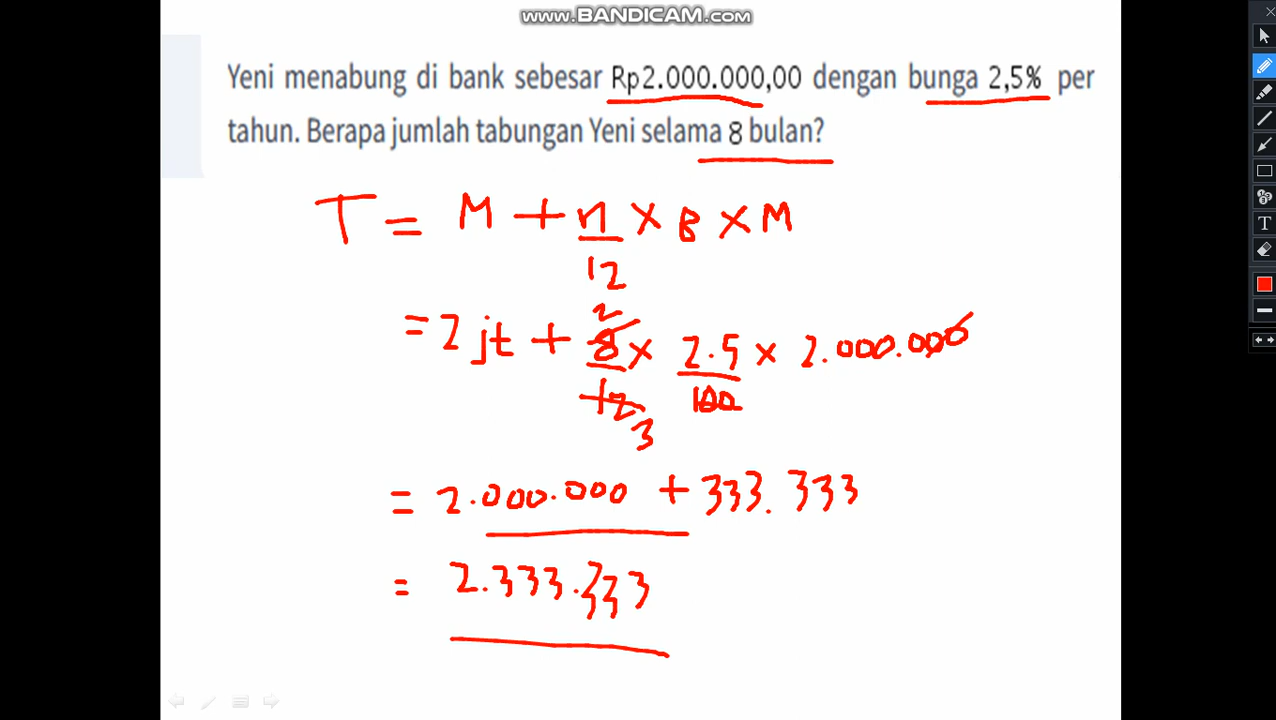 www.BANDICAM.com
Yeni menabung di bank sebesar Rp2.000.000,00 dengan bunga 2,5% per
tahun. Berapa jumlah tabungan Yeni selama 8 bulan?
T = M + n/12 × B × M
= 2 jt + 8/12 2/3 × 2.5/100 × 2.000.000
= 2.000.000 + 333.333
= 2.333.333
T